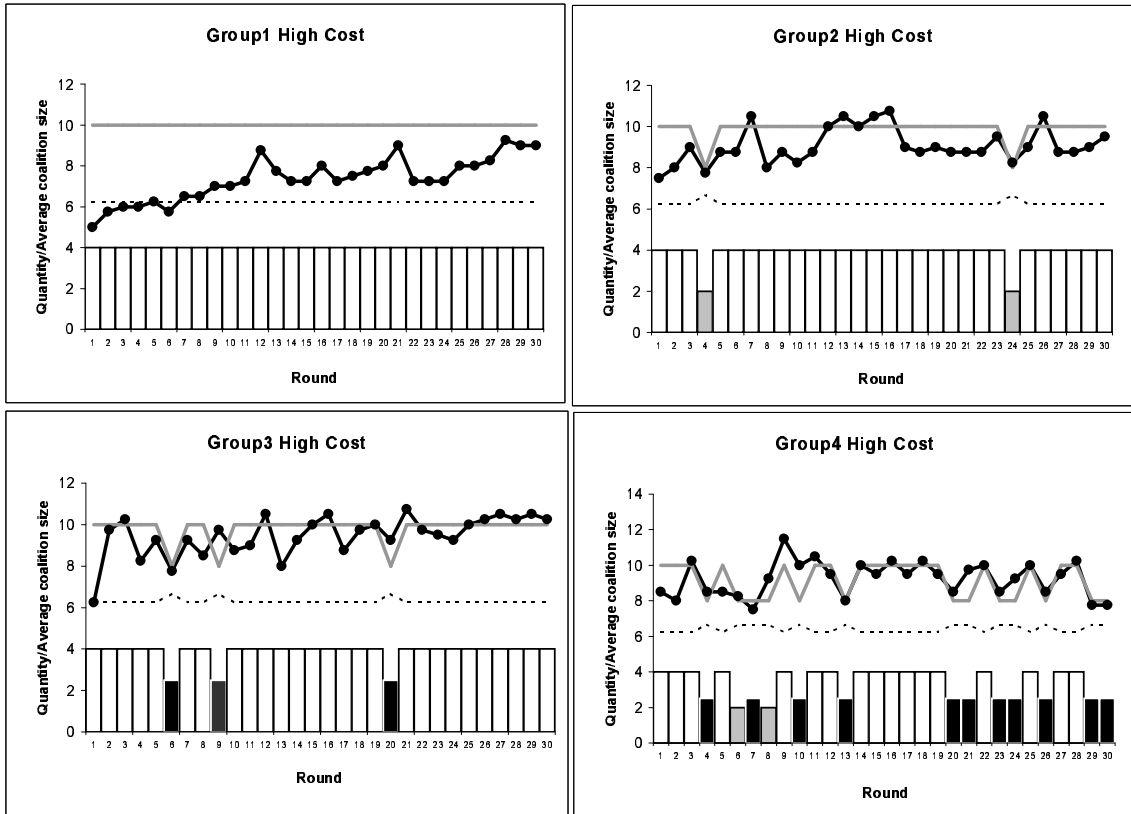 Group1 High Cost
Quantity/Average coalition size
12
10
8
6
4
2
0
1 2 3 4 5 6 7 8 9 10 11 12 13 14 15 16 17 18 19 20 21 22 23 24 25 26 27 28 29 30
Round
Group2 High Cost
Quantity/Average coalition size
12
10
8
6
4
2
0
1 2 3 4 5 6 7 8 9 10 11 12 13 14 15 16 17 18 19 20 21 22 23 24 25 26 27 28 29 30
Round
Group3 High Cost
Quantity/Average coalition size
12
10
8
6
4
2
0
1 2 3 4 5 6 7 8 9 10 11 12 13 14 15 16 17 18 19 20 21 22 23 24 25 26 27 28 29 30
Round
Group4 High Cost
Quantity/Average coalition size
14
12
10
8
6
4
2
0
1 2 3 4 5 6 7 8 9 10 11 12 13 14 15 16 17 18 19 20 21 22 23 24 25 26 27 28 29 30
Round